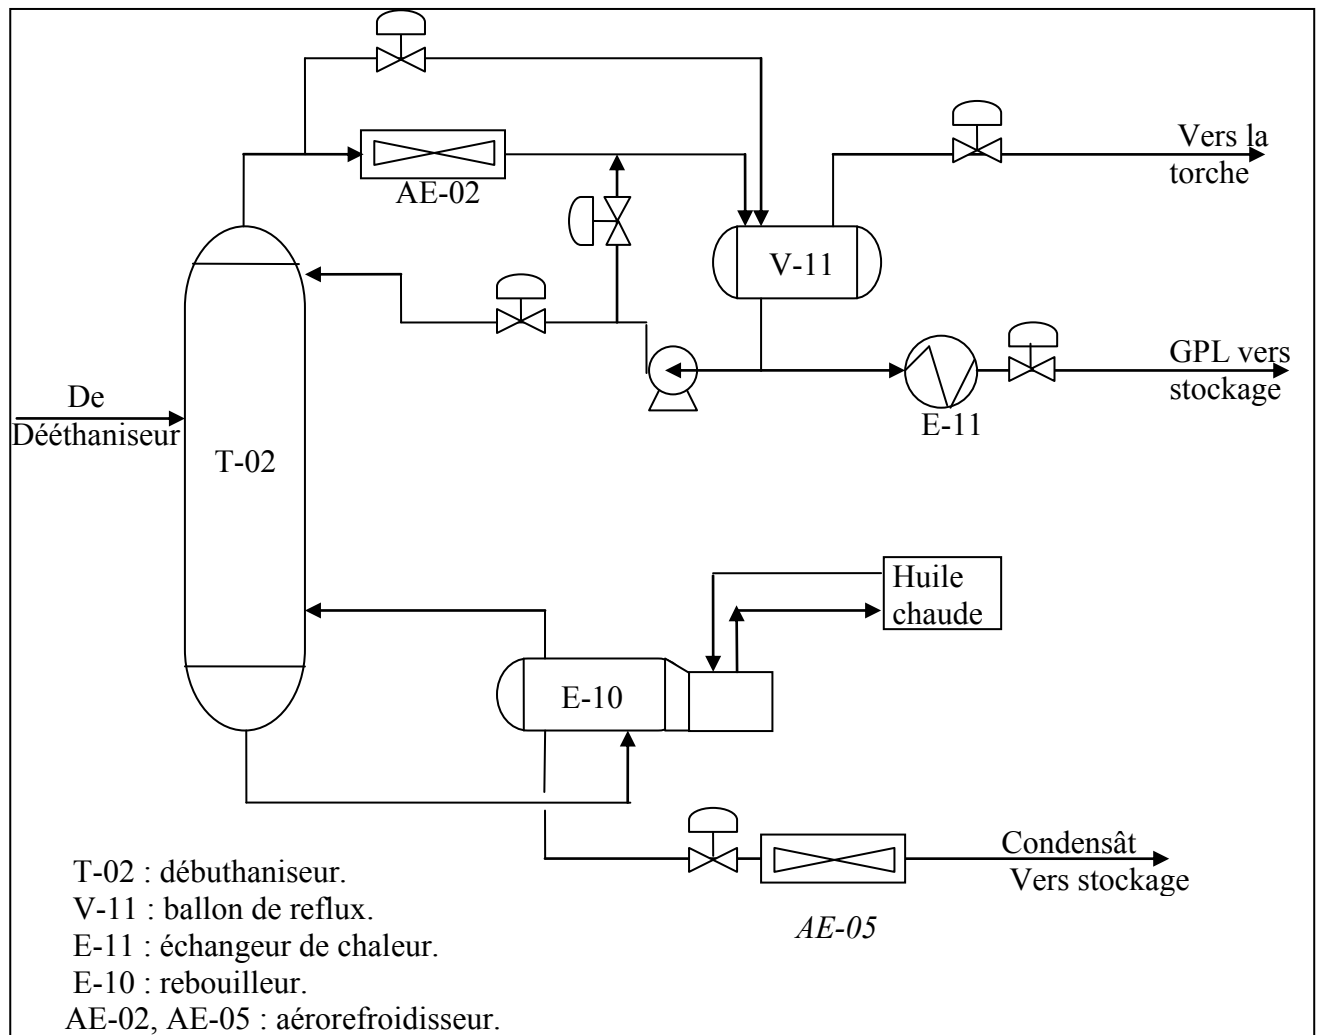 Vers la
torche
AE-02
V-11
GPL vers
stockage
E-11
De
Dééthaniseur
T-02
Huile
chaude
E-10
Condensât
Vers stockage
AE-05
T-02 : débuthaniseur.
V-11 : ballon de reflux.
E-11 : échangeur de chaleur.
E-10 : rebouilleur.
AE-02, AE-05 : aérorefroidisseur.